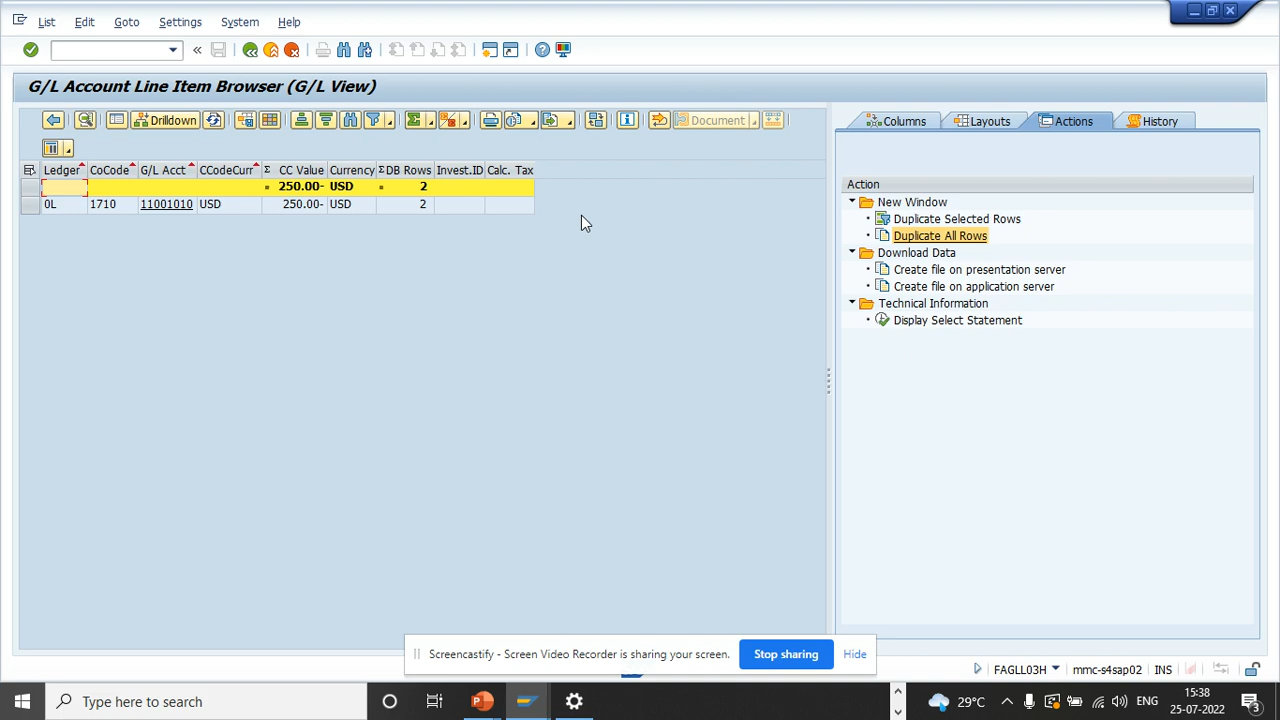 List Edit Goto Settings System Help
G/L Account Line Item Browser (G/L View)
Drilldown Document
Columns Layouts Actions History
Ledger CoCode G/L Acct CCodeCurr Σ CC Value Currency Σ DB Rows Invest.ID Calc. Tax
250.00- USD 2
0L 1710 11001010 USD 250.00- USD 2
Action
New Window
Duplicate Selected Rows
Duplicate All Rows
Download Data
Create file on presentation server
Create file on application server
Technical Information
Display Select Statement
Screencastify - Screen Video Recorder is sharing your screen. Stop sharing Hide
FAGLL03H mmc-s4sap02 INS
Type here to search
29°C ENG
15:38
25-07-2022
3